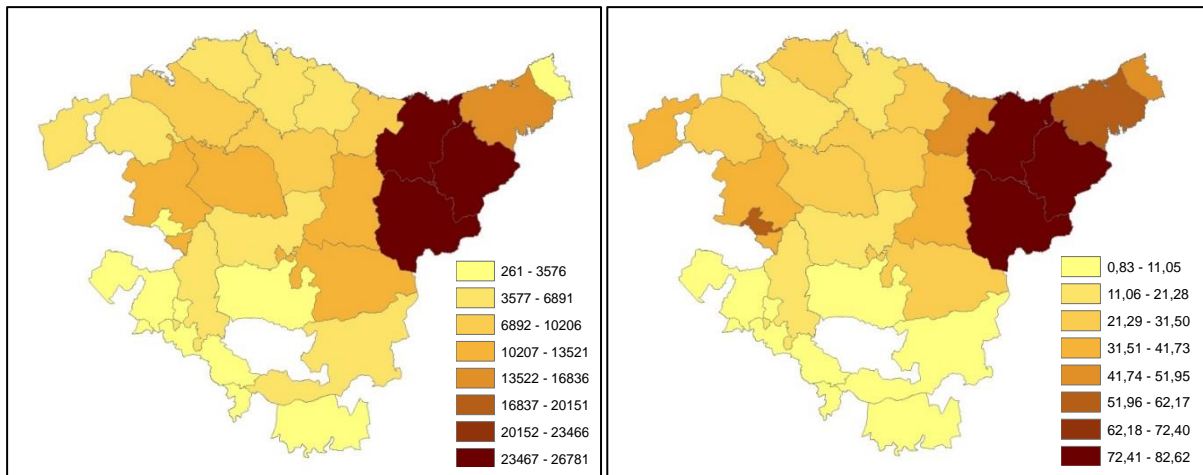 261 - 3576
3577 - 6891
6892 - 10206
10207 - 13521
13522 - 16836
16837 - 20151
20152 - 23466
23467 - 26781
0,83 - 11,05
11,06 - 21,28
21,29 - 31,50
31,51 - 41,73
41,74 - 51,95
51,96 - 62,17
62,18 - 72,40
72,41 - 82,62